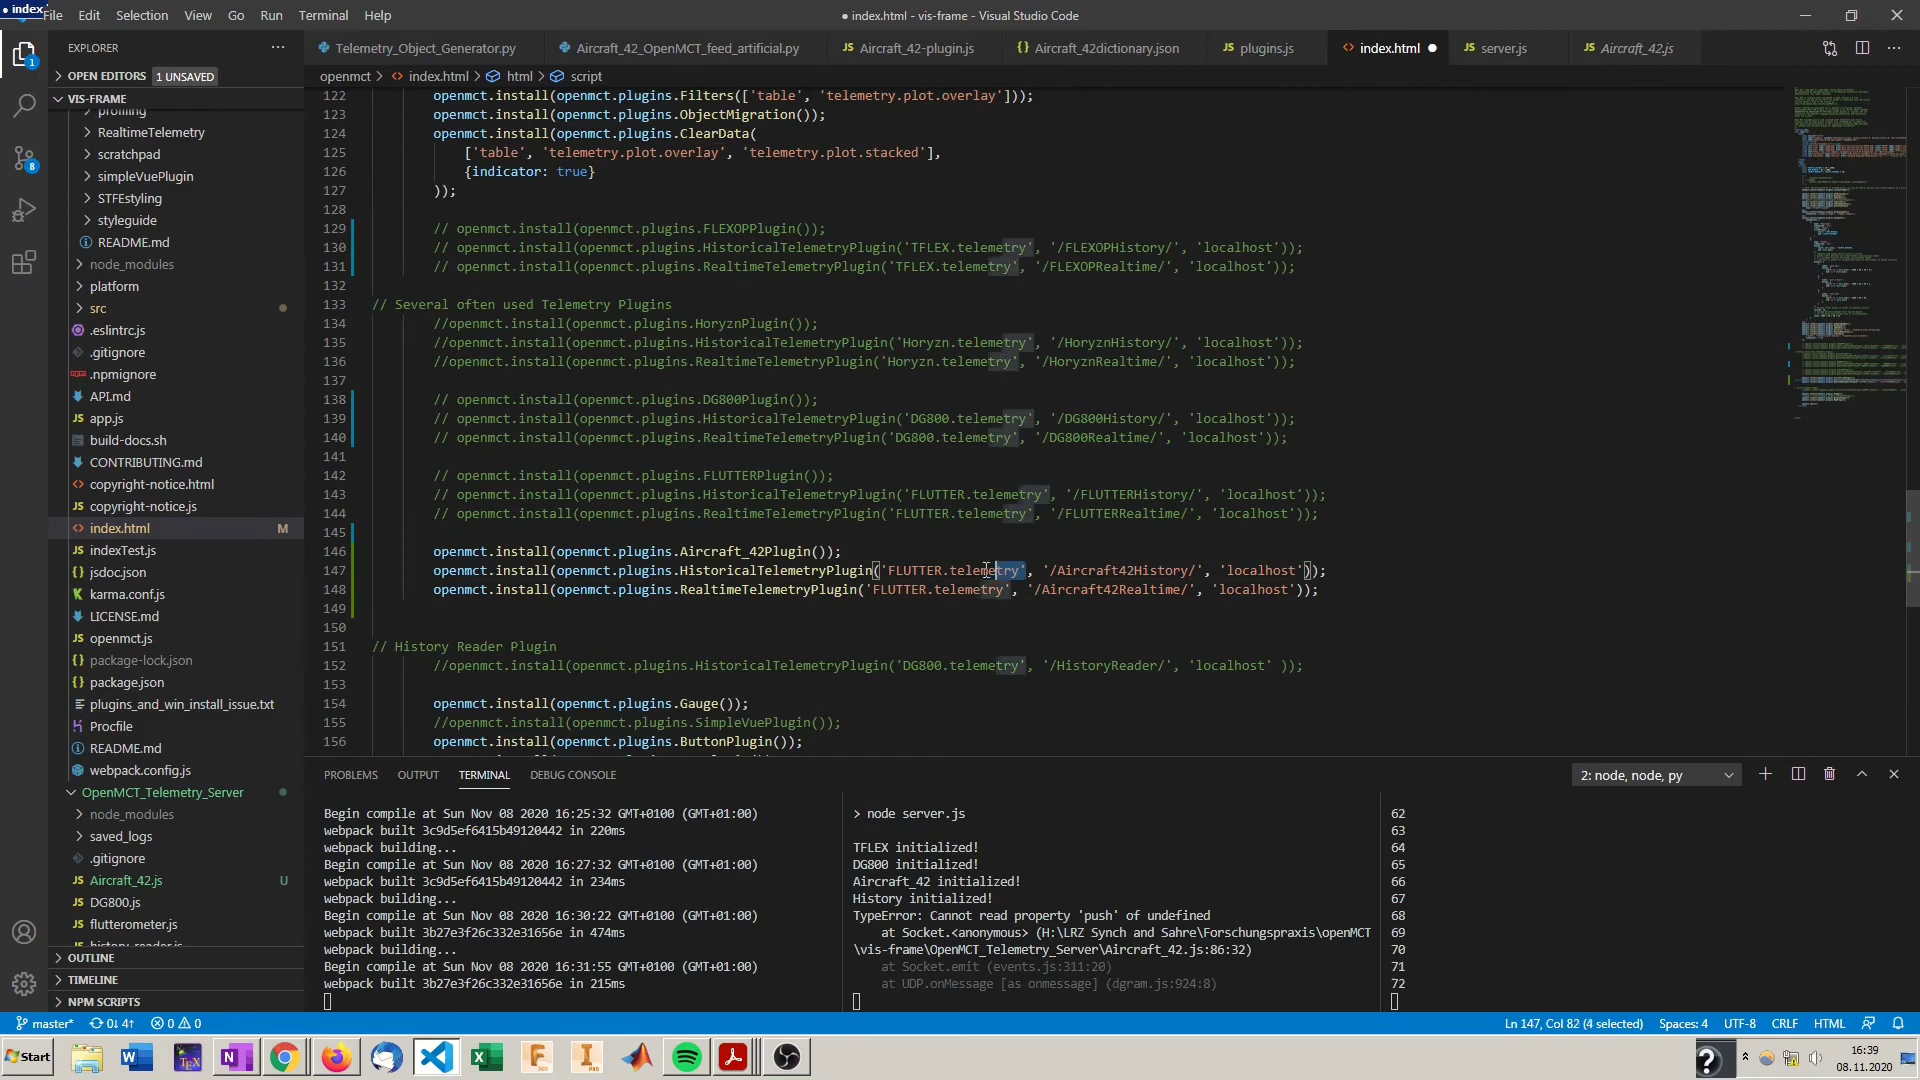 index
File Edit Selection View Go Run Terminal Help
● index.html - vis-frame - Visual Studio Code
EXPLORER
OPEN EDITORS 1 UNSAVED
VIS-FRAME
profiling
RealtimeTelemetry
scratchpad
simpleVuePlugin
STFEstyling
styleguide
README.md
node_modules
platform
src
.eslintrc.js
.gitignore
.npmignore
API.md
app.js
build-docs.sh
CONTRIBUTING.md
copyright-notice.html
copyright-notice.js
index.html M
indexTest.js
jsdoc.json
karma.conf.js
LICENSE.md
openmct.js
package-lock.json
package.json
plugins_and_win_install_issue.txt
Procfile
README.md
webpack.config.js
OpenMCT_Telemetry_Server
node_modules
saved_logs
.gitignore
Aircraft_42.js U
DG800.js
flutterometer.js
history_reader.js
OUTLINE
TIMELINE
NPM SCRIPTS
1
8
Telemetry_Object_Generator.py Aircraft_42_OpenMCT_feed_artificial.py Aircraft_42-plugin.js Aircraft_42dictionary.json plugins.js index.html server.js Aircraft_42.js
openmct > index.html > html > script
122 openmct.install(openmct.plugins.Filters(['table', 'telemetry.plot.overlay']));
123 openmct.install(openmct.plugins.ObjectMigration());
124 openmct.install(openmct.plugins.ClearData(
125 ['table', 'telemetry.plot.overlay', 'telemetry.plot.stacked'],
126 {indicator: true}
127 ));
128
129 // openmct.install(openmct.plugins.FLEXOPPlugin());
130 // openmct.install(openmct.plugins.HistoricalTelemetryPlugin('TFLEX.telemetry', '/FLEXOPHistory/', 'localhost'));
131 // openmct.install(openmct.plugins.RealtimeTelemetryPlugin('TFLEX.telemetry', '/FLEXOPRealtime/', 'localhost'));
132
133 // Several often used Telemetry Plugins
134 //openmct.install(openmct.plugins.HoryznPlugin());
135 //openmct.install(openmct.plugins.HistoricalTelemetryPlugin('Horyzn.telemetry', '/HoryznHistory/', 'localhost'));
136 //openmct.install(openmct.plugins.RealtimeTelemetryPlugin('Horyzn.telemetry', '/HoryznRealtime/', 'localhost'));
137
138 // openmct.install(openmct.plugins.DG800Plugin());
139 // openmct.install(openmct.plugins.HistoricalTelemetryPlugin('DG800.telemetry', '/DG800History/', 'localhost'));
140 // openmct.install(openmct.plugins.RealtimeTelemetryPlugin('DG800.telemetry', '/DG800Realtime/', 'localhost'));
141
142 // openmct.install(openmct.plugins.FLUTTERPlugin());
143 // openmct.install(openmct.plugins.HistoricalTelemetryPlugin('FLUTTER.telemetry', '/FLUTTERHistory/', 'localhost'));
144 // openmct.install(openmct.plugins.RealtimeTelemetryPlugin('FLUTTER.telemetry', '/FLUTTERRealtime/', 'localhost'));
145
146 openmct.install(openmct.plugins.Aircraft_42Plugin());
147 openmct.install(openmct.plugins.HistoricalTelemetryPlugin('FLUTTER.telemetry', '/Aircraft42History/', 'localhost'));
148 openmct.install(openmct.plugins.RealtimeTelemetryPlugin('FLUTTER.telemetry', '/Aircraft42Realtime/', 'localhost'));
149
150
151 // History Reader Plugin
152 //openmct.install(openmct.plugins.HistoricalTelemetryPlugin('DG800.telemetry', '/HistoryReader/', 'localhost' ));
153
154 openmct.install(openmct.plugins.Gauge());
155 //openmct.install(openmct.plugins.SimpleVuePlugin());
156 openmct.install(openmct.plugins.ButtonPlugin());
PROBLEMS OUTPUT TERMINAL DEBUG CONSOLE
2: node, node, py
Begin compile at Sun Nov 08 2020 16:25:32 GMT+0100 (GMT+01:00)
webpack built 3c9d5ef6415b49120442 in 220ms
webpack building...
Begin compile at Sun Nov 08 2020 16:27:32 GMT+0100 (GMT+01:00)
webpack built 3c9d5ef6415b49120442 in 234ms
webpack building...
Begin compile at Sun Nov 08 2020 16:30:22 GMT+0100 (GMT+01:00)
webpack built 3b27e3f26c332e31656e in 474ms
webpack building...
Begin compile at Sun Nov 08 2020 16:31:55 GMT+0100 (GMT+01:00)
webpack built 3b27e3f26c332e31656e in 215ms
> node server.js
TFLEX initialized!
DG800 initialized!
Aircraft_42 initialized!
History initialized!
TypeError: Cannot read property 'push' of undefined
at Socket.<anonymous> (H:\LRZ Synch and Sahre\Forschungspraxis\openMCT
\vis-frame\OpenMCT_Telemetry_Server\Aircraft_42.js:86:32)
at Socket.emit (events.js:311:20)
at UDP.onMessage [as onmessage] (dgram.js:924:8)
62
63
64
65
66
67
68
69
70
71
72
master* 0↓ 4↑ 0 0
Ln 147, Col 82 (4 selected) Spaces: 4 UTF-8 CRLF HTML
Start
16:39
08.11.2020